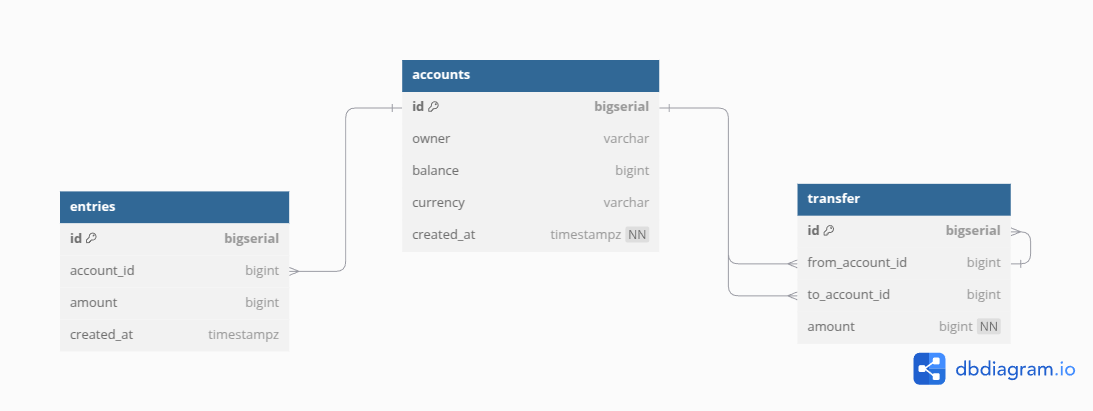 accounts
id bigserial
owner varchar
balance bigint
currency varchar
created_at timestampz NN
entries
id bigserial
account_id bigint
amount bigint
created_at timestampz
transfer
id bigserial
from_account_id bigint
to_account_id bigint
amount bigint NN
dbdiagram.io